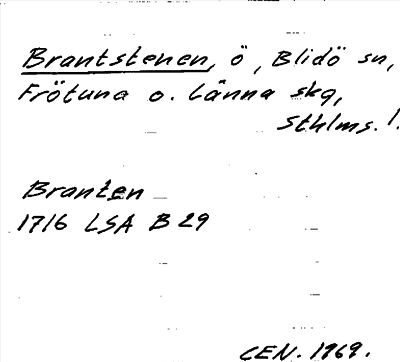 Brantstenen, ö, Blidö sn,
Frötuna o. Länna skg,
Sthlms. l.
Branten
1716 LSA B 29
CEN. 1969.